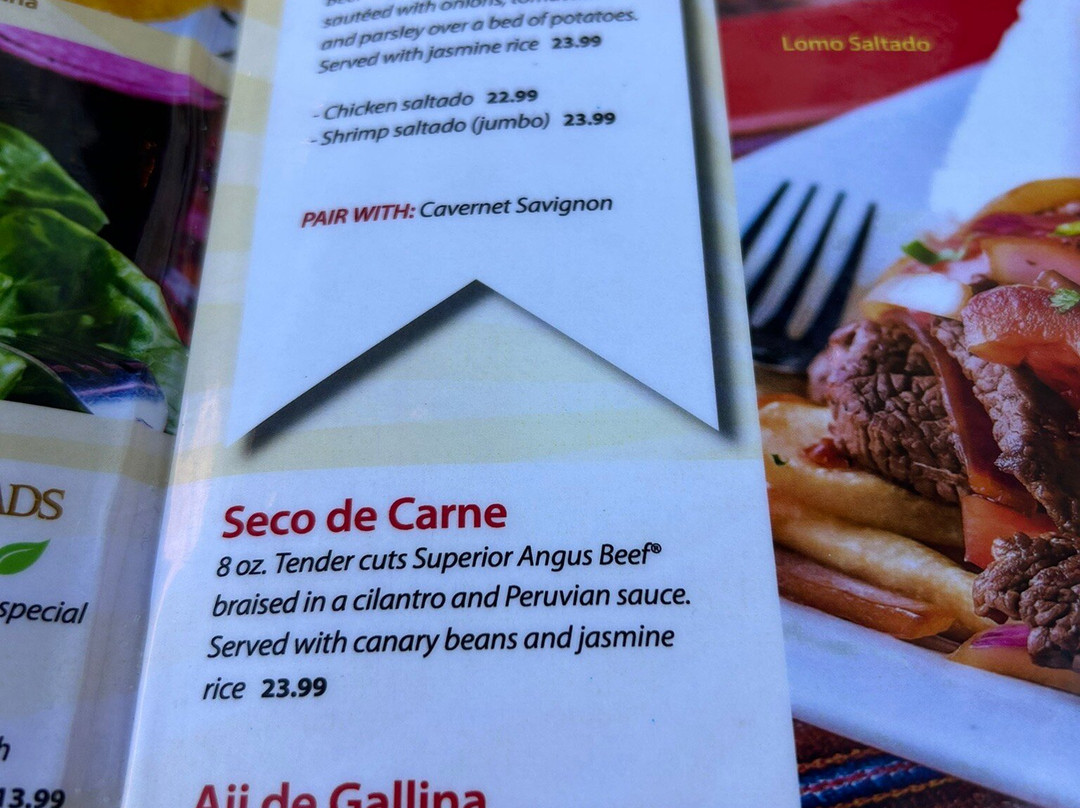 sautéed with onions,
and parsley over a bed of potatoes.
Served with jasmine rice 23.99
- Chicken saltado 22.99
- Shrimp saltado (jumbo) 23.99
PAIR WITH: Cavernet Savignon
Lomo Saltado
Seco de Carne
8 oz. Tender cuts Superior Angus Beef®
braised in a cilantro and Peruvian sauce.
Served with canary beans and jasmine
rice 23.99
Aji de Gallina
ADS
special
13.99